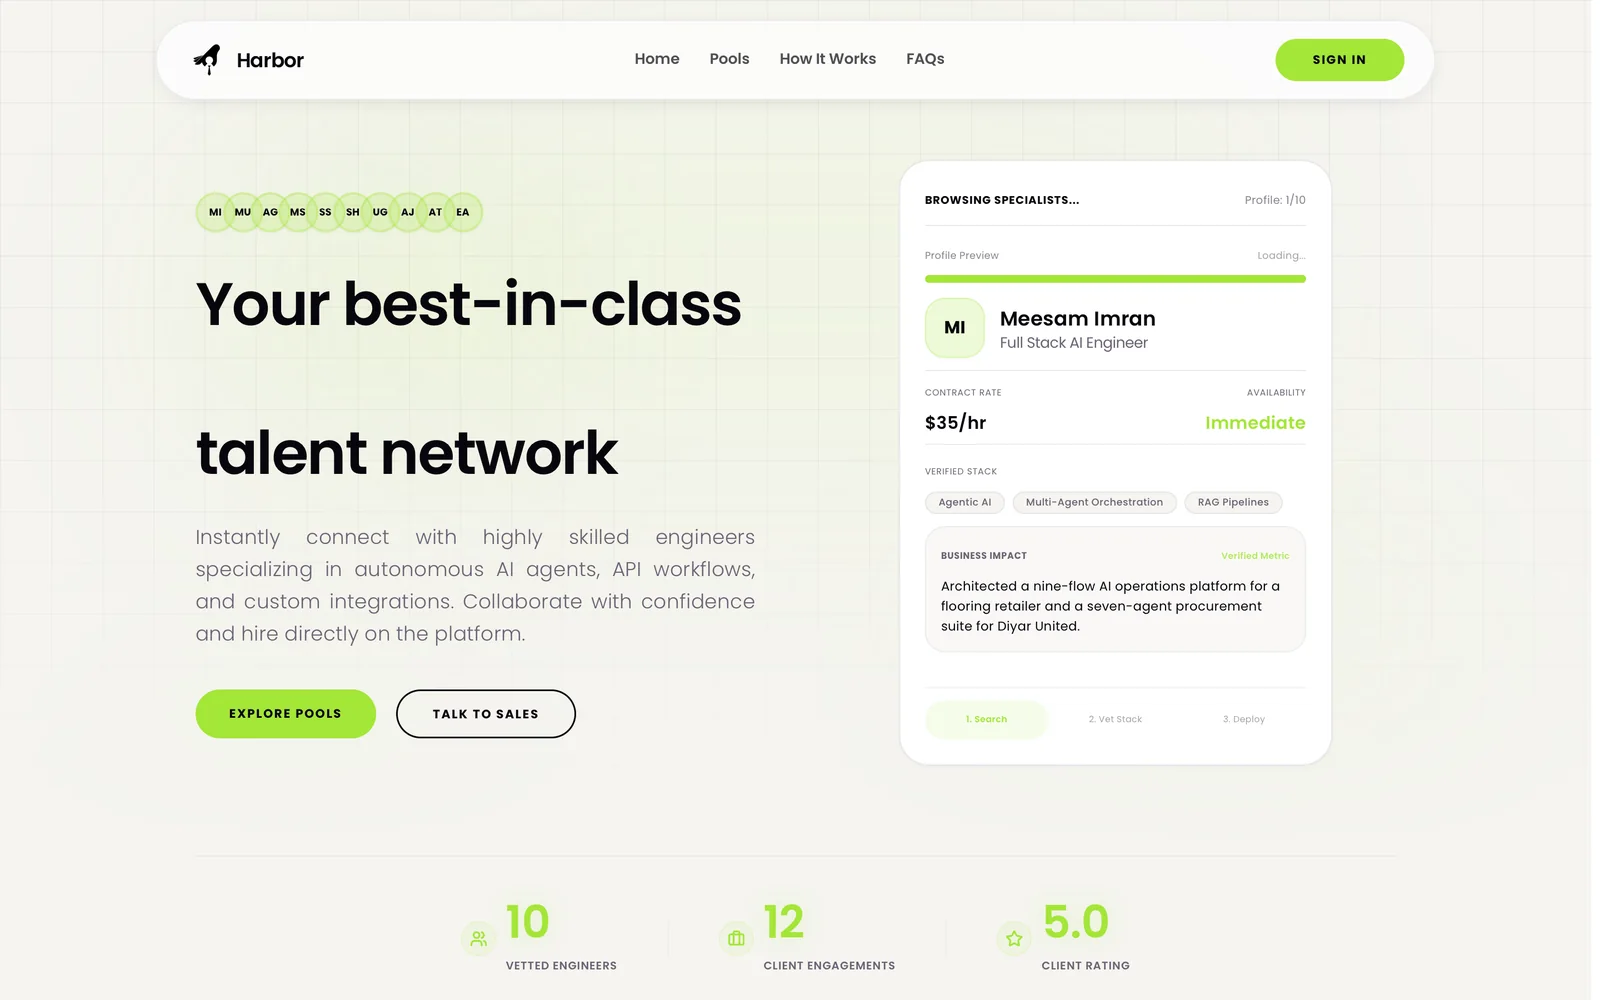 Harbor
Home
Pools
How It Works
FAQs
SIGN IN
MI MU AG MS SS SH UG AJ AT EA
Your best-in-class
talent network
Instantly connect with highly skilled engineers
specializing in autonomous AI agents, API workflows,
and custom integrations. Collaborate with confidence
and hire directly on the platform.
EXPLORE POOLS
TALK TO SALES
BROWSING SPECIALISTS...
Profile: 1/10
Profile Preview
Loading...
MI
Meesam Imran
Full Stack AI Engineer
CONTRACT RATE
AVAILABILITY
$35/hr
Immediate
VERIFIED STACK
Agentic AI
Multi-Agent Orchestration
RAG Pipelines
BUSINESS IMPACT
Verified Metric
Architected a nine-flow AI operations platform for a
flooring retailer and a seven-agent procurement
suite for Diyar United.
1. Search
2. Vet Stack
3. Deploy
10
VETTED ENGINEERS
12
CLIENT ENGAGEMENTS
5.0
CLIENT RATING